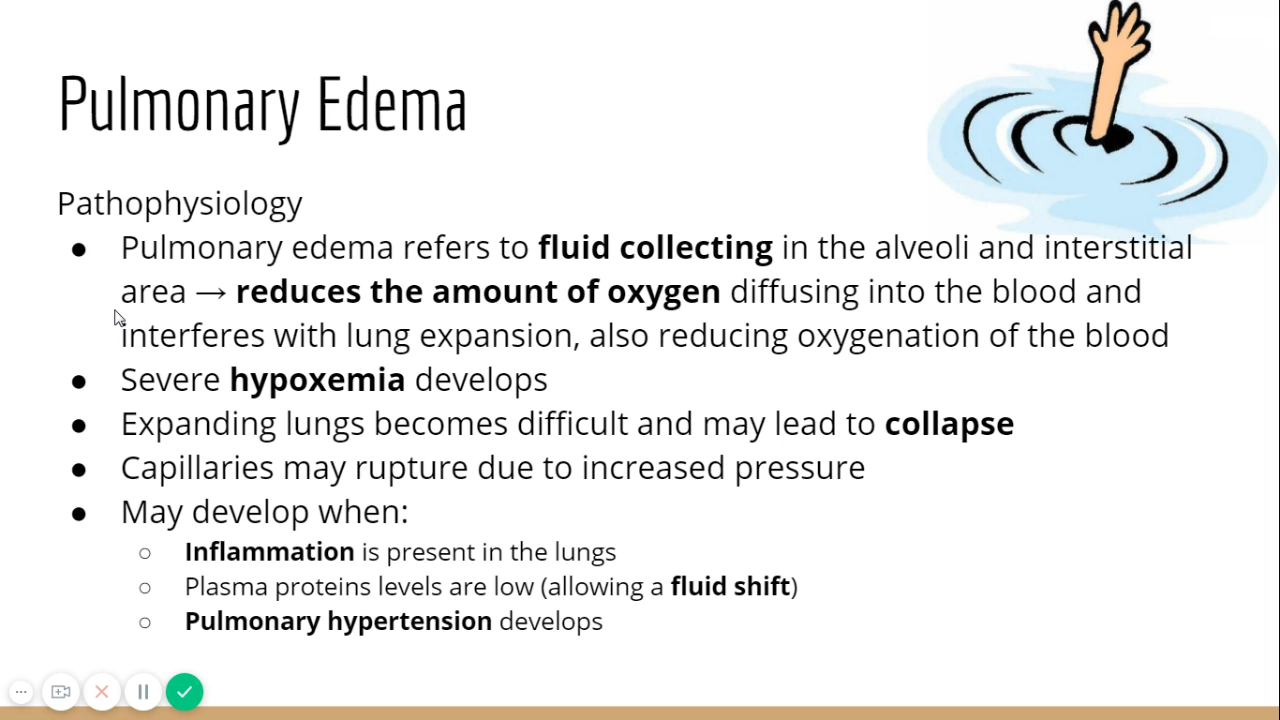 Pulmonary Edema
Pathophysiology
● Pulmonary edema refers to fluid collecting in the alveoli and interstitial
area → reduces the amount of oxygen diffusing into the blood and
interferes with lung expansion, also reducing oxygenation of the blood
● Severe hypoxemia develops
● Expanding lungs becomes difficult and may lead to collapse
● Capillaries may rupture due to increased pressure
● May develop when:
○ Inflammation is present in the lungs
○ Plasma proteins levels are low (allowing a fluid shift)
○ Pulmonary hypertension develops